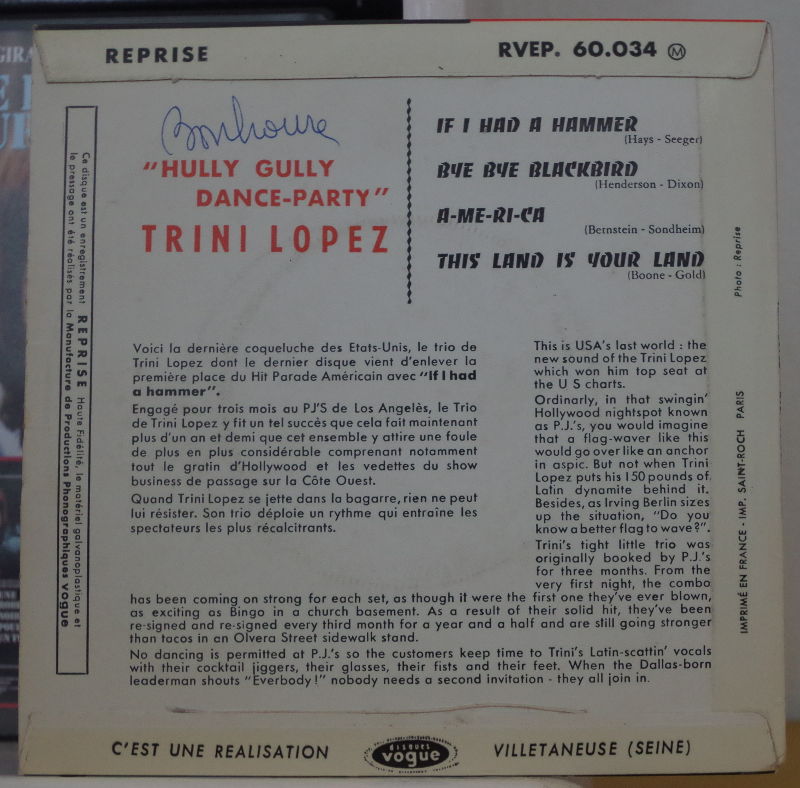 REPRISE
RVEP. 60.034 Ⓜ
Bonhoure
"HULLY GULLY
DANCE-PARTY"
TRINI LOPEZ
IF I HAD A HAMMER
(Hays - Seeger)
BYE BYE BLACKBIRD
(Henderson - Dixon)
A-ME-RI-CA
(Bernstein - Sondheim)
THIS LAND IS YOUR LAND
(Boone - Gold)
Ce disque est un enregistrement REPRISE Haute Fidélité, le matériel galvanoplastique et
le pressage ont été réalisés par la Manufacture de Productions Phonographiques VOGUE
Voici la dernière coqueluche des Etats-Unis, le trio de
Trini Lopez dont le dernier disque vient d'enlever la
première place du Hit Parade Américain avec "If I had
a hammer".
Engagé pour trois mois au PJ'S de Los Angelès, le Trio
de Trini Lopez y fit un tel succès que cela fait maintenant
plus d'un an et demi que cet ensemble y attire une foule
de plus en plus considérable comprenant notamment
tout le gratin d'Hollywood et les vedettes du show
business de passage sur la Côte Ouest.
Quand Trini Lopez se jette dans la bagarre, rien ne peut
lui résister. Son trio déploie un rythme qui entraîne les
spectateurs les plus récalcitrants.
This is USA's last world : the
new sound of the Trini Lopez
which won him top seat at
the U S charts.
Ordinarly, in that swingin'
Hollywood nightspot known
as P.J.'s, you would imagine
that a flag-waver like this
would go over like an anchor
in aspic. But not when Trini
Lopez puts his 150 pounds of
Latin dynamite behind it.
Besides, as Irving Berlin sizes
up the situation, "Do you
know a better flag to wave?".
Trini's tight little trio was
originally booked by P.J.'s
for three months. From the
very first night, the combo
has been coming on strong for each set, as though it were the first one they've ever blown,
as exciting as Bingo in a church basement. As a result of their solid hit, they've been
re-signed and re-signed every third month for a year and a half and are still going stronger
than tacos in an Olvera Street sidewalk stand.
No dancing is permitted at P.J.'s so the customers keep time to Trini's Latin-scattin' vocals
with their cocktail jiggers, their glasses, their fists and their feet. When the Dallas-born
leaderman shouts "Everbody!" nobody needs a second invitation - they all join in.
Photo : Reprise
IMPRIMÉ EN FRANCE - IMP. SAINT-ROCH PARIS
C'EST UNE REALISATION
disques
vogue
VILLETANEUSE (SEINE)